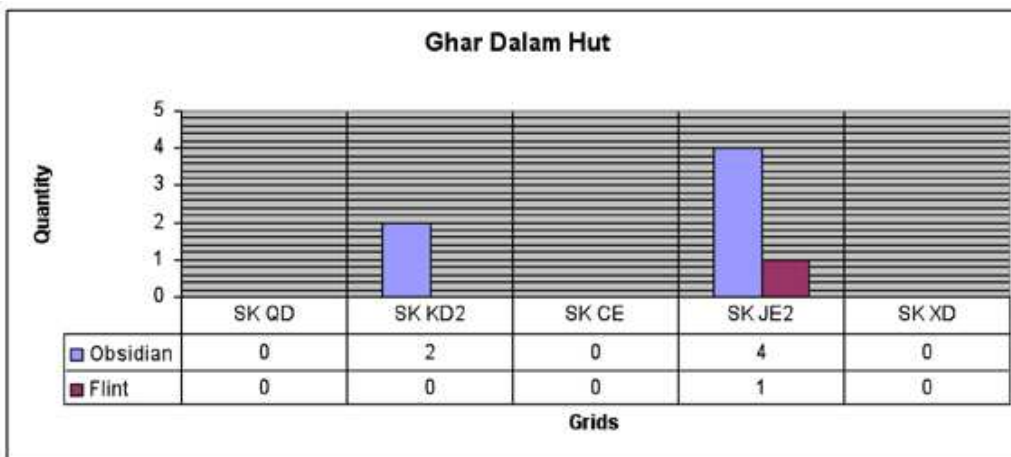 Ghar Dalam Hut
Quantity
5
4
3
2
1
0
SK QD SK KD2 SK CE SK JE2 SK XD
Obsidian 0 2 0 4 0
Flint 0 0 0 1 0
Grids